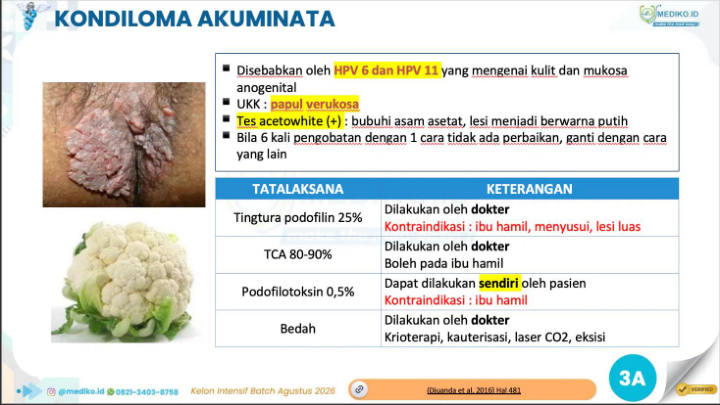 KONDILOMA AKUMINATA
MEDIKO.ID
Disebabkan oleh HPV 6 dan HPV 11 yang mengenai kulit dan mukosa
anogenital
UKK : papul verukosa
Tes acetowhite (+) : bubuhi asam asetat, lesi menjadi berwarna putih
Bila 6 kali pengobatan dengan 1 cara tidak ada perbaikan, ganti dengan cara
yang lain
TATALAKSANA KETERANGAN
Tingtura podofilin 25%
Dilakukan oleh dokter
Kontraindikasi : ibu hamil, menyusui, lesi luas
TCA 80-90%
Dilakukan oleh dokter
Boleh pada ibu hamil
Podofilotoksin 0,5%
Dapat dilakukan sendiri oleh pasien
Kontraindikasi : ibu hamil
Bedah
Dilakukan oleh dokter
Krioterapi, kauterisasi, laser CO2, eksisi
@mediko.id 0821-3403-8758 Kelon Intensif Batch Agustus 2026
(Djuanda et al, 2016) Hal 481
3A
VERIFIED